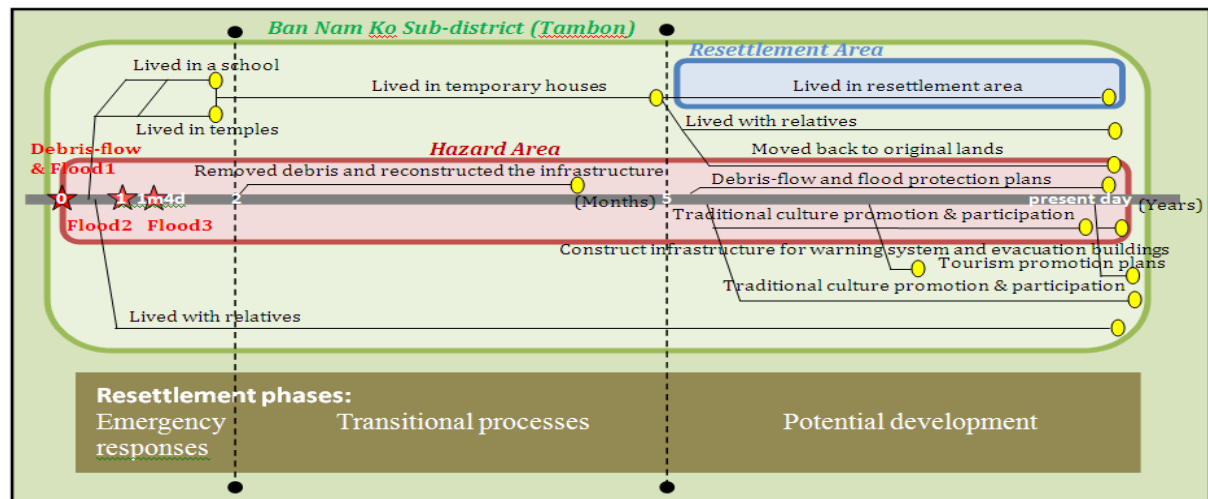 Ban Nam Ko Sub-district (Tambon)
Resettlement Area
Lived in a school
Lived in temporary houses
Lived in resettlement area
Lived in temples
Lived with relatives
Debris-flow
& Flood1
Hazard Area
Moved back to original lands
Removed debris and reconstructed the infrastructure
Debris-flow and flood protection plans
0
1
1m4d
2
(Months)
5
present day
(Years)
Flood2
Flood3
Traditional culture promotion & participation
Construct infrastructure for warning system and evacuation buildings
Tourism promotion plans
Traditional culture promotion & participation
Lived with relatives
Resettlement phases:
Emergency
responses
Transitional processes
Potential development